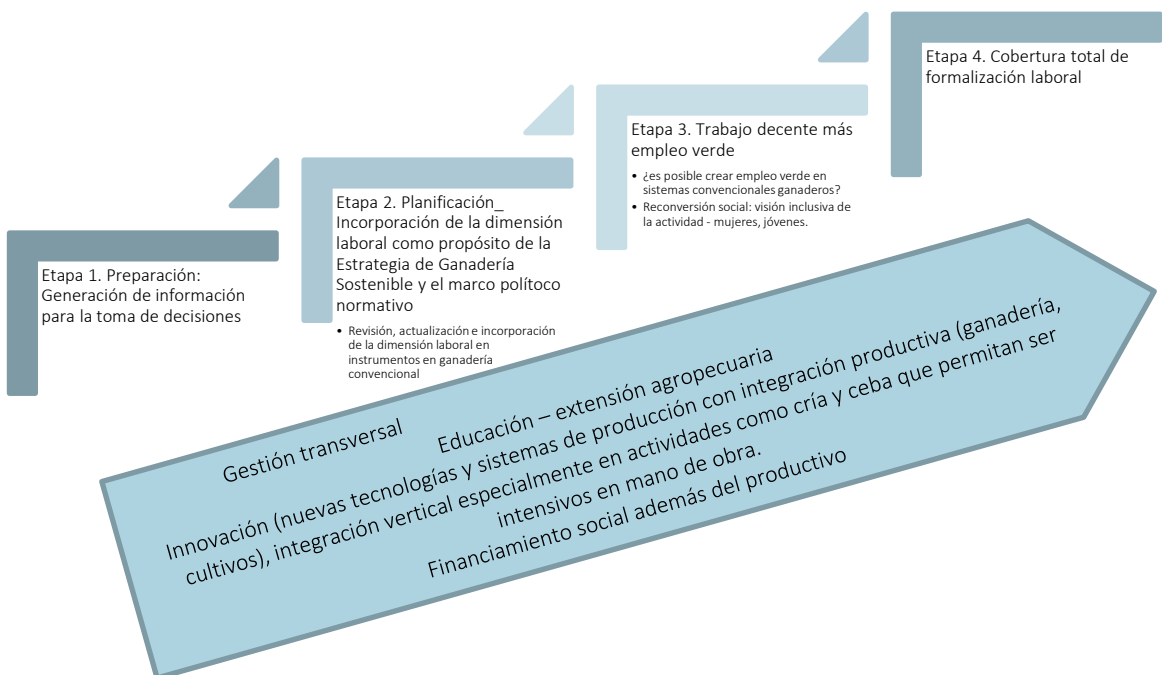 Etapa 1. Preparación:
Generación de información
para la toma de decisiones
Etapa 2. Planificación_
Incorporación de la dimensión
laboral como propósito de la
Estrategia de Ganadería
Sostenible y el marco polítoco
normativo
• Revisión, actualización e incorporación
de la dimensión laboral en
instrumentos en ganadería
convencional
Etapa 3. Trabajo decente más
empleo verde
• ¿es posible crear empleo verde en
sistemas convencionales ganaderos?
• Reconversión social: visión inclusiva de
la actividad - mujeres, jóvenes.
Etapa 4. Cobertura total de
formalización laboral
Gestión transversal
Educación – extensión agropecuaria
Innovación (nuevas tecnologías y sistemas de producción con integración productiva (ganadería,
cultivos), integración vertical especialmente en actividades como cría y ceba que permitan ser
intensivos en mano de obra.
Financiamiento social además del productivo